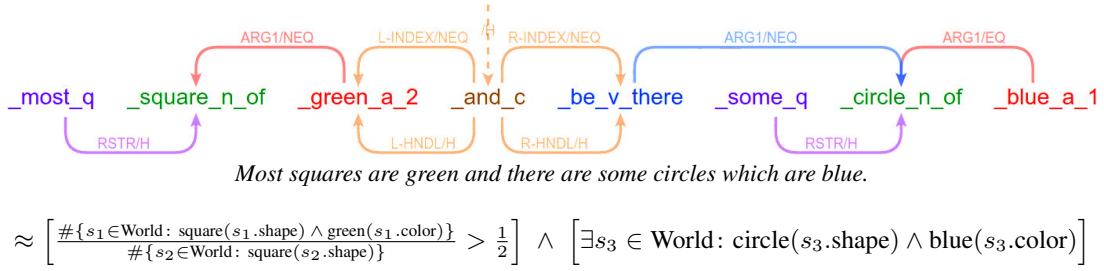 /H
ARG1/NEQ L-INDEX/NEQ R-INDEX/NEQ ARG1/NEQ ARG1/EQ
_most_q _square_n_of _green_a_2 _and_c _be_v_there _some_q _circle_n_of _blue_a_1
RSTR/H L-HNDL/H R-HNDL/H RSTR/H
Most squares are green and there are some circles which are blue.
≈ [ #{s₁∈World: square(s₁.shape) ∧ green(s₁.color)} / #{s₂∈World: square(s₂.shape)} > 1/2 ] ∧ [∃s₃ ∈ World: circle(s₃.shape) ∧ blue(s₃.color)]